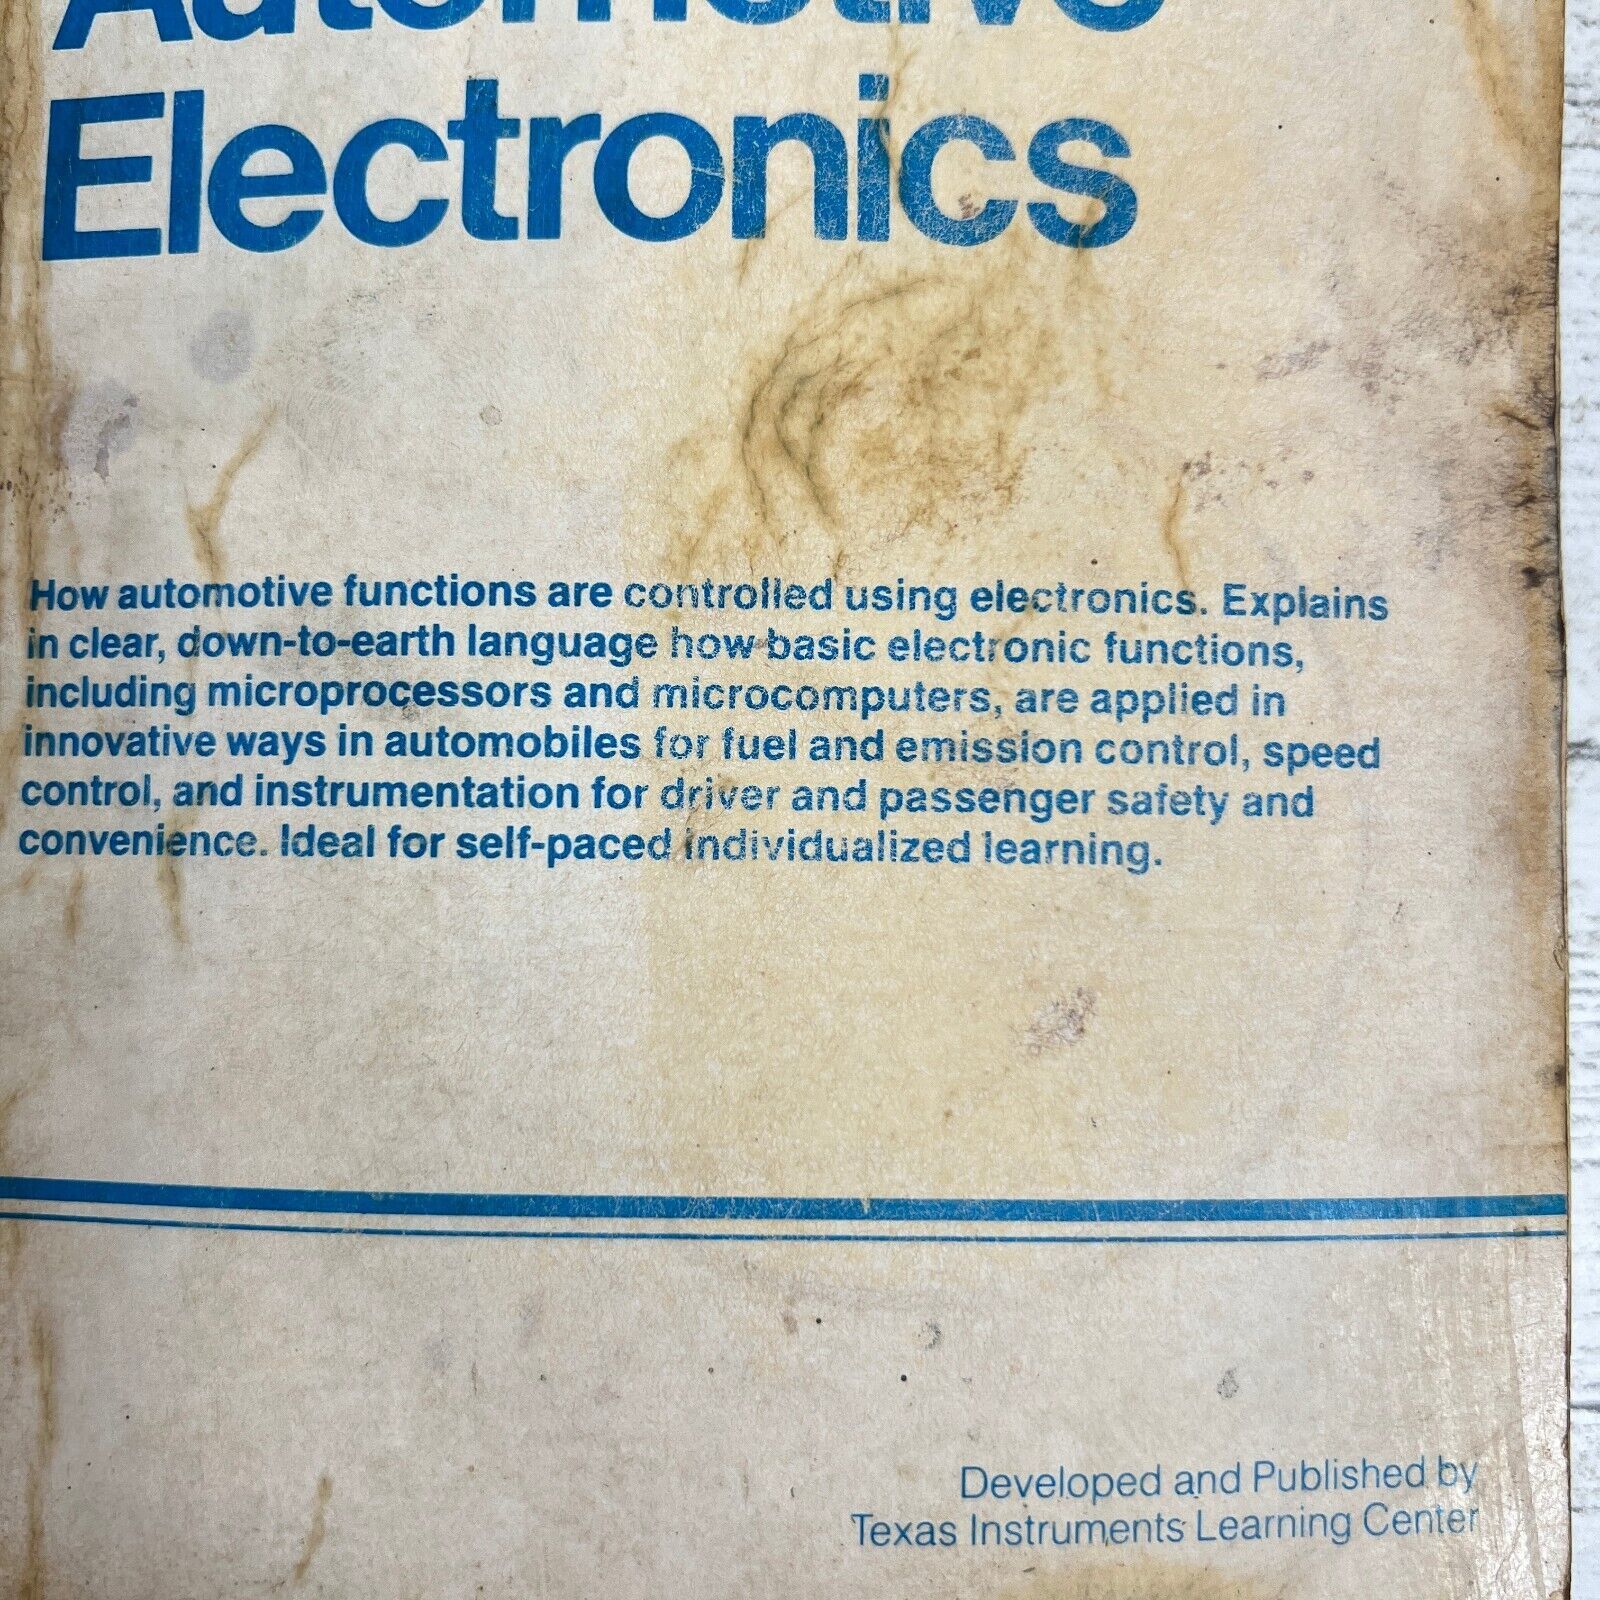 Automotive
Electronics
How automotive functions are controlled using electronics. Explains
in clear, down-to-earth language how basic electronic functions,
including microprocessors and microcomputers, are applied in
innovative ways in automobiles for fuel and emission control, speed
control, and instrumentation for driver and passenger safety and
convenience. Ideal for self-paced individualized learning.
Developed and Published by
Texas Instruments Learning Center